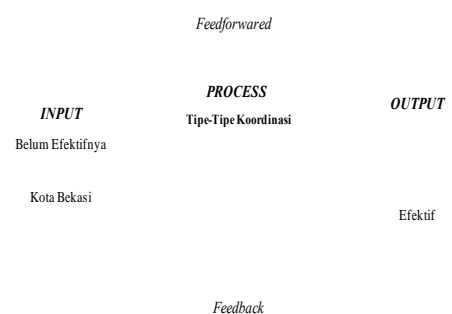 Feedforwared
PROCESS
Tipe-Tipe Koordinasi
INPUT
Belum Efektifnya
Kota Bekasi
OUTPUT
Efektif
Feedback